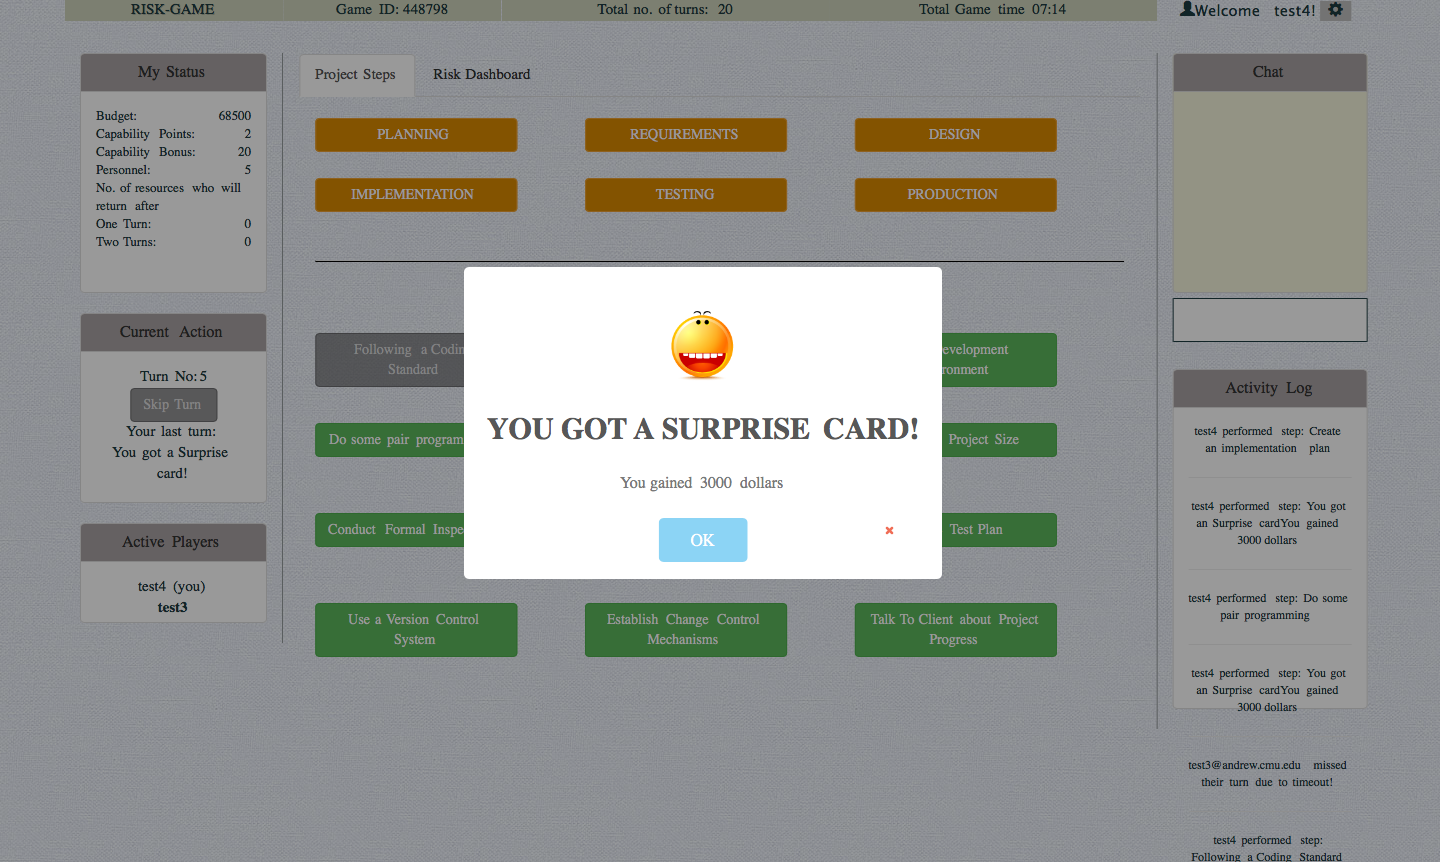 RISK-GAME
Game ID: 448798
Total no. of turns: 20
Total Game time 07:14
Welcome test4!
My Status
Budget: 68500
Capability Points: 2
Capability Bonus: 20
Personnel: 5
No. of resources who will
return after
One Turn: 0
Two Turns: 0
Current Action
Turn No: 5
Skip Turn
Your last turn:
You got a Surprise
card!
Active Players
test4 (you)
test3
Project Steps
Risk Dashboard
PLANNING
REQUIREMENTS
DESIGN
IMPLEMENTATION
TESTING
PRODUCTION
Following a Codin
Standard
evelopment
ronment
Do some pair program
Project Size
Conduct Formal Inspe
Test Plan
Use a Version Control
System
Establish Change Control
Mechanisms
Talk To Client about Project
Progress
YOU GOT A SURPRISE CARD!
You gained 3000 dollars
OK
Chat
Activity Log
test4 performed step: Create
an implementation plan
test4 performed step: You got
an Surprise cardYou gained
3000 dollars
test4 performed step: Do some
pair programming
test4 performed step: You got
an Surprise cardYou gained
3000 dollars
test3@andrew.cmu.edu missed
their turn due to timeout!
test4 performed step:
Following a Coding Standard